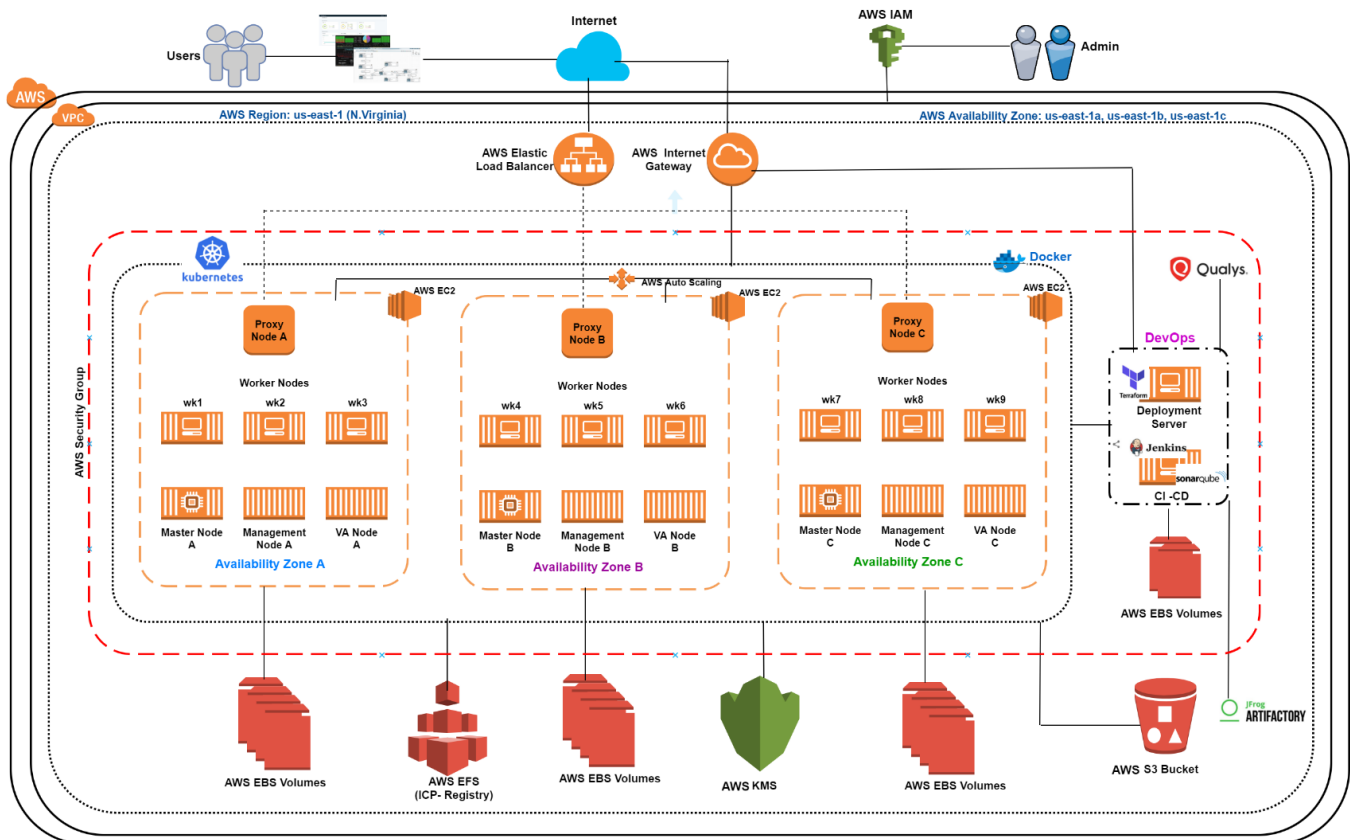 Internet
AWS IAM
Users
Admin
AWS
VPC
AWS Region: us-east-1 (N.Virginia)
AWS Availability Zone: us-east-1a, us-east-1b, us-east-1c
AWS Elastic
Load Balancer
AWS Internet
Gateway
kubernetes
Docker
Qualys.
AWS Auto Scaling
AWS EC2
AWS EC2
AWS EC2
Proxy
Node A
Proxy
Node B
Proxy
Node C
DevOps
Worker Nodes
Worker Nodes
Worker Nodes
Terraform
Deployment
Server
wk1
wk2
wk3
wk4
wk5
wk6
wk7
wk8
wk9
AWS Security Group
Jenkins
sonarqube
CI -CD
Master Node
A
Management
Node A
VA Node
A
Master Node
B
Management
Node B
VA Node
B
Master Node
C
Management
Node C
VA Node
C
Availability Zone A
Availability Zone B
Availability Zone C
AWS EBS Volumes
AWS EBS Volumes
AWS EFS
(ICP- Registry)
AWS EBS Volumes
AWS KMS
AWS EBS Volumes
AWS S3 Bucket
JFrog
ARTIFACTORY